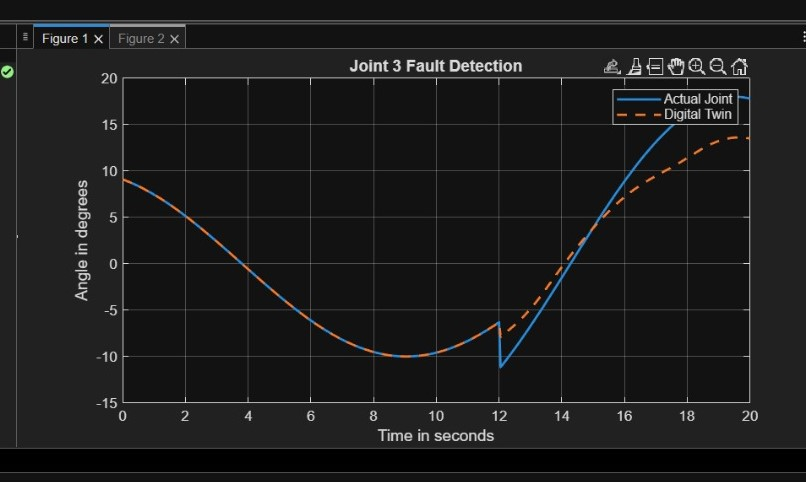 Figure 1 × Figure 2 ×
Joint 3 Fault Detection
Actual Joint
Digital Twin
20
15
10
5
0
-5
-10
-15
Angle in degrees
0 2 4 6 8 10 12 14 16 18 20
Time in seconds